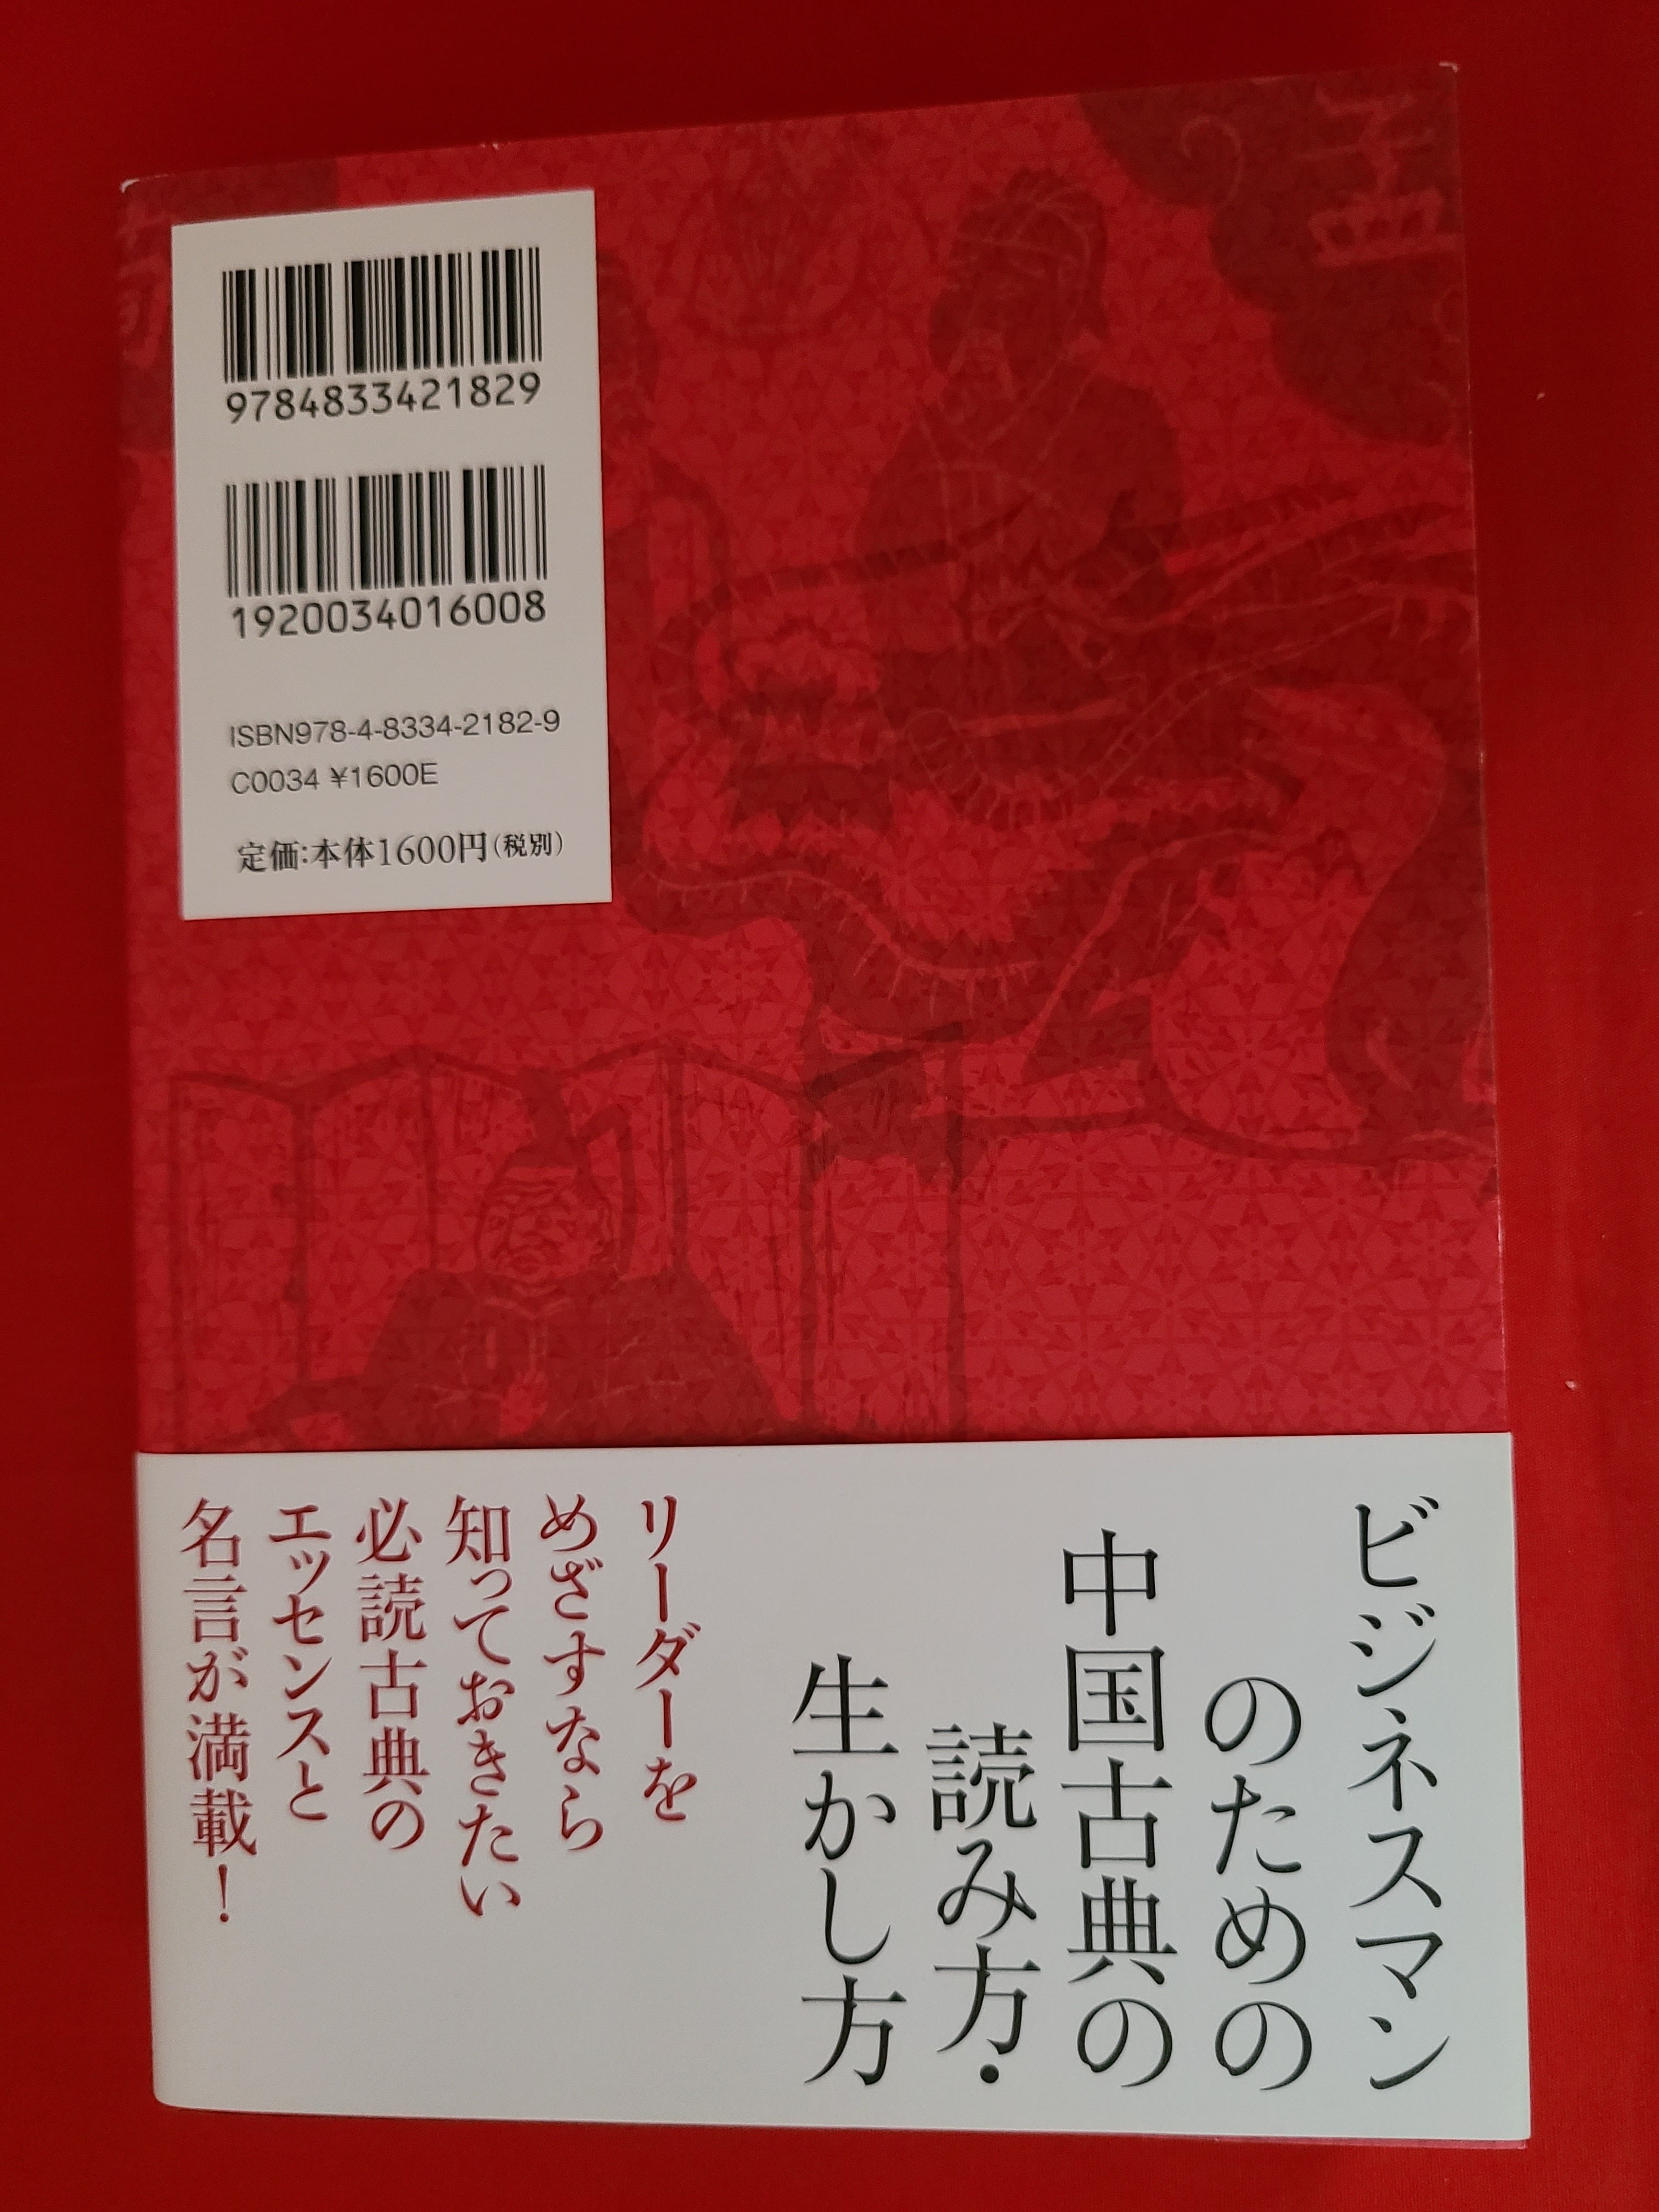 9784833421829
1920034016008
ISBN978-4-8334-2182-9
C0034 ¥1600E
定価:本体1600円(税別)
ビジネスマン
のための
中国古典の
読み方・
生かし方
リーダーを
めざすなら
知っておきたい
必読古典の
エッセンスと
名言が満載!